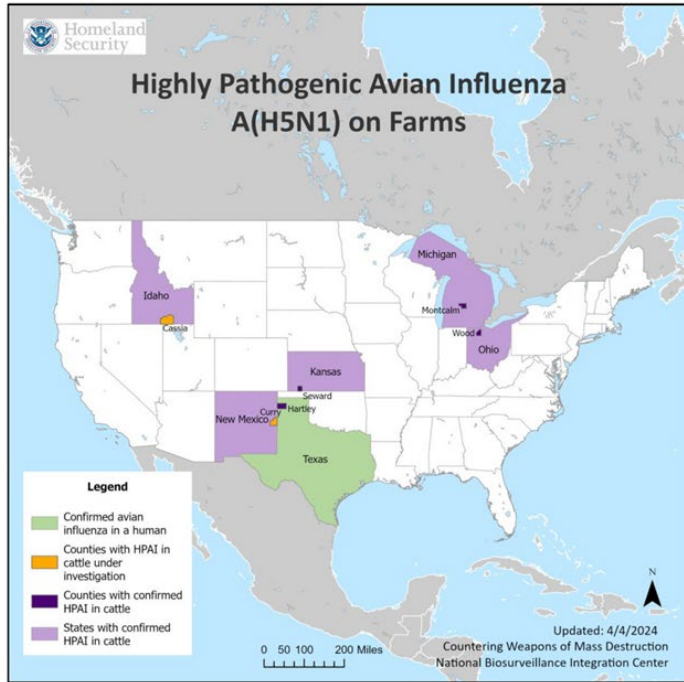 Homeland
Security
Highly Pathogenic Avian Influenza
A(H5N1) on Farms
Michigan
Idaho
Montcalm
Cassia
Wood
Ohio
Kansas
Seward
Curry
Hartley
New Mexico
Texas
Legend
Confirmed avian
influenza in a human
Counties with HPAI in
cattle under
investigation
Counties with confirmed
HPAI in cattle
States with confirmed
HPAI in cattle
0 50 100 200 Miles
N
Updated: 4/4/2024
Countering Weapons of Mass Destruction
National Biosurveillance Integration Center